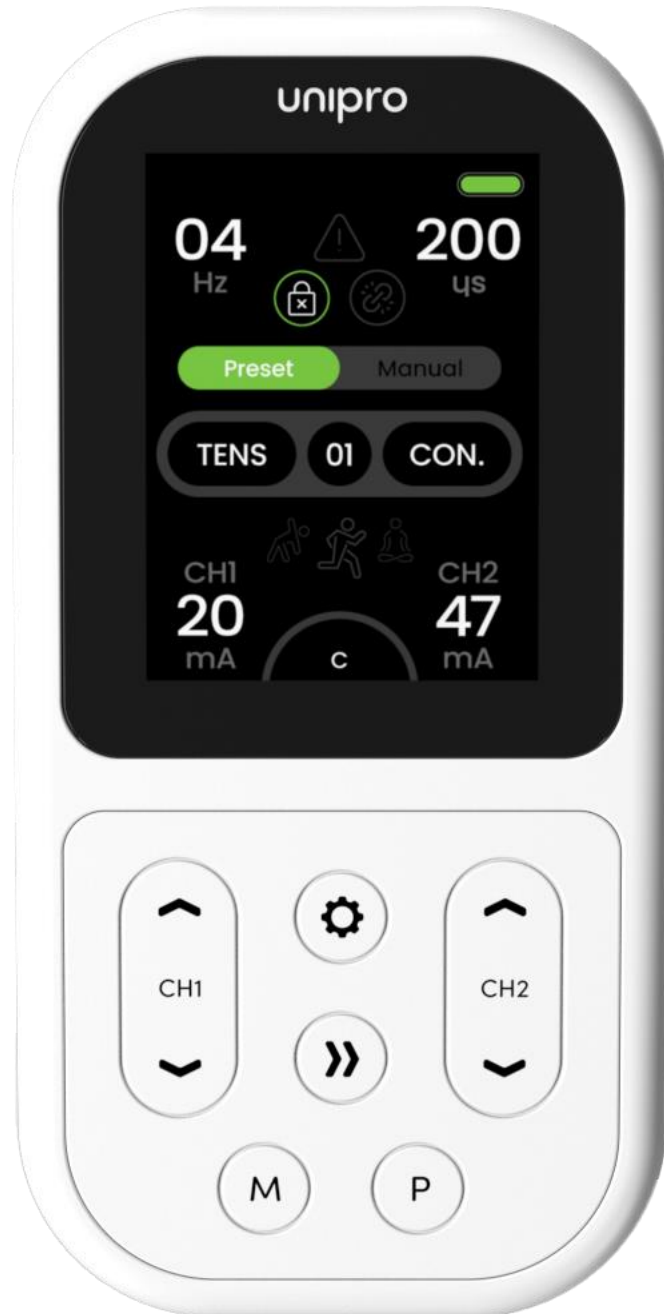 unipro
04 200
Hz ųs
Preset Manual
TENS 01 CON.
CH1 CH2
20 47
mA C mA
CH1 CH2
M P